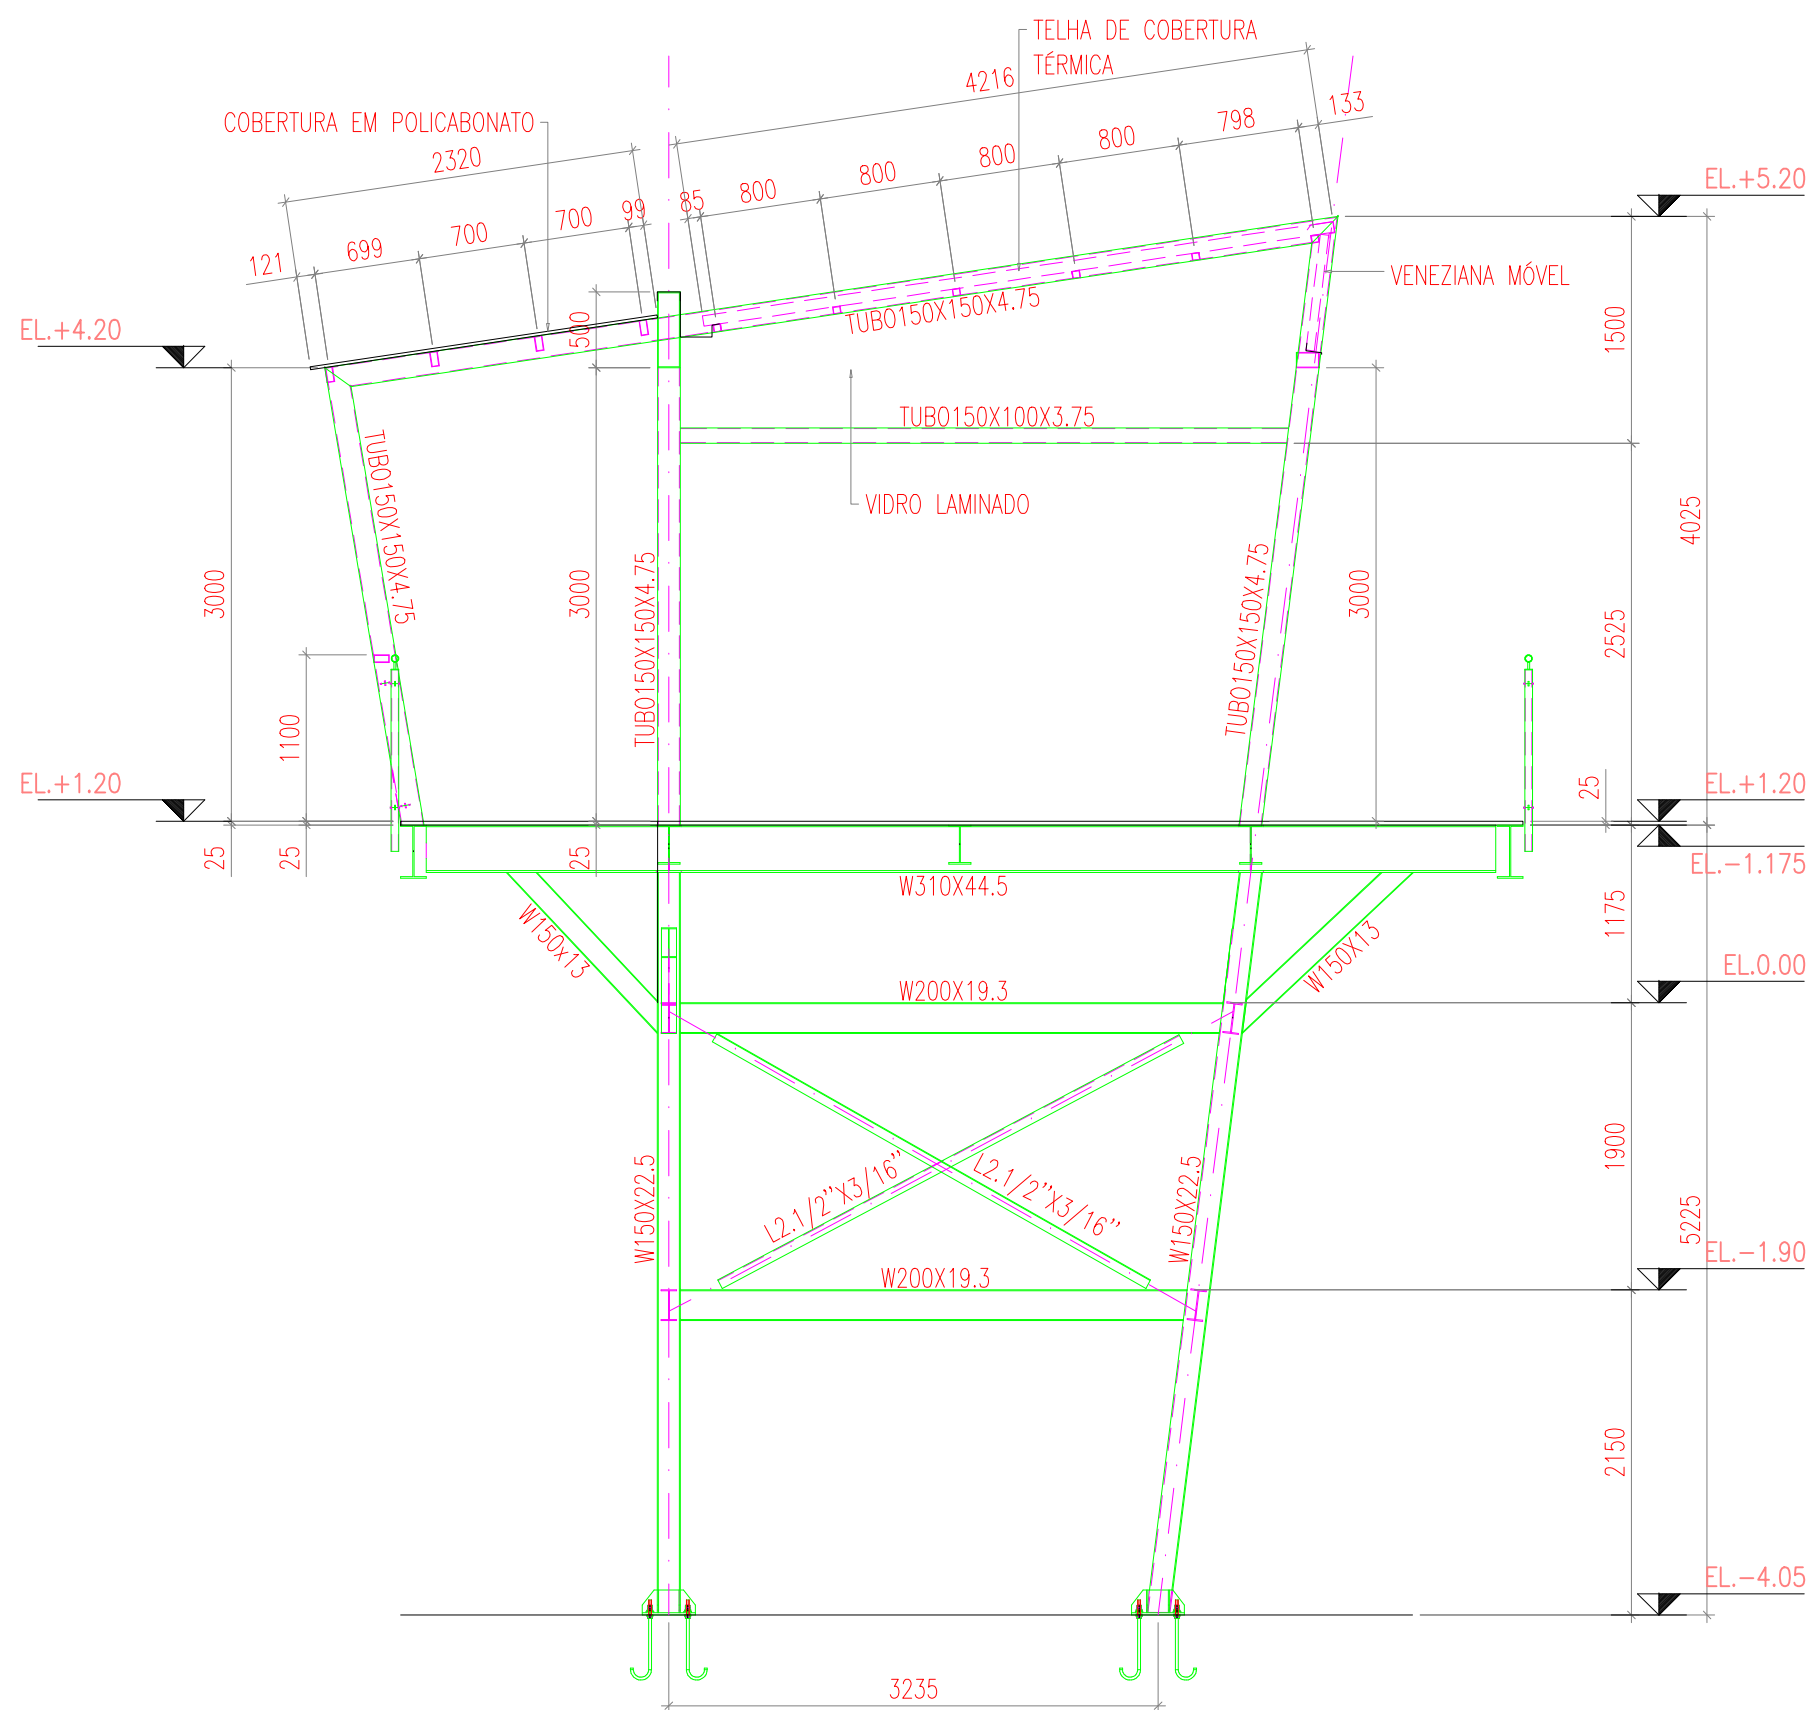 TELHA DE COBERTURA
TÉRMICA
4216
133
COBERTURA EM POLICABONATO
798
800
800
800
800
2320
85
99
700
700
699
121
EL.+5.20
VENEZIANA MÓVEL
TUBO150X150X4.75
500
1500
EL.+4.20
TUBO150X100X3.75
VIDRO LAMINADO
TUBO150X150X4.75
TUBO150X150X4.75
TUBO150X150X4.75
3000
3000
3000
4025
2525
1100
EL.+1.20
25
EL.+1.20
25
25
25
EL.-1.175
W310X44.5
W150x13
W150X13
1175
EL.0.00
W200X19.3
1900
L2.1/2"X3/16"
L2.1/2"X3/16"
W150X22.5
W150X22.5
5225
EL.-1.90
W200X19.3
2150
EL.-4.05
3235